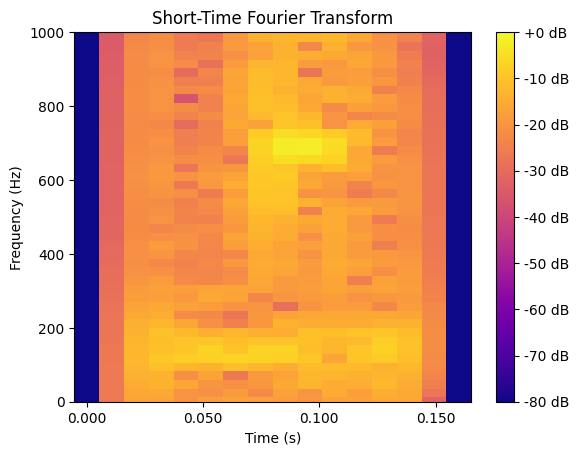 Short-Time Fourier Transform
1000
800
600
400
200
0
Frequency (Hz)
0.000
0.050
0.100
0.150
Time (s)
+0 dB
-10 dB
-20 dB
-30 dB
-40 dB
-50 dB
-60 dB
-70 dB
-80 dB